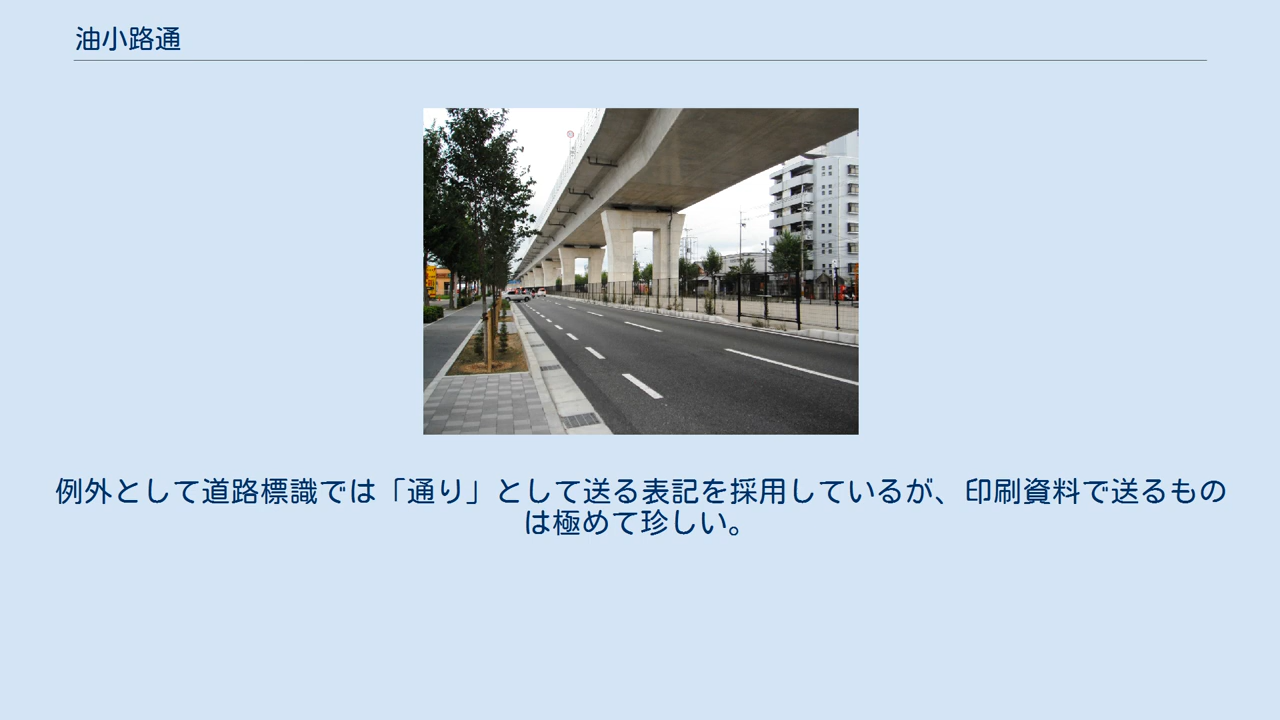 油小路通
例外として道路標識では「通り」として送る表記を採用しているが、印刷資料で送るもの
は極めて珍しい。